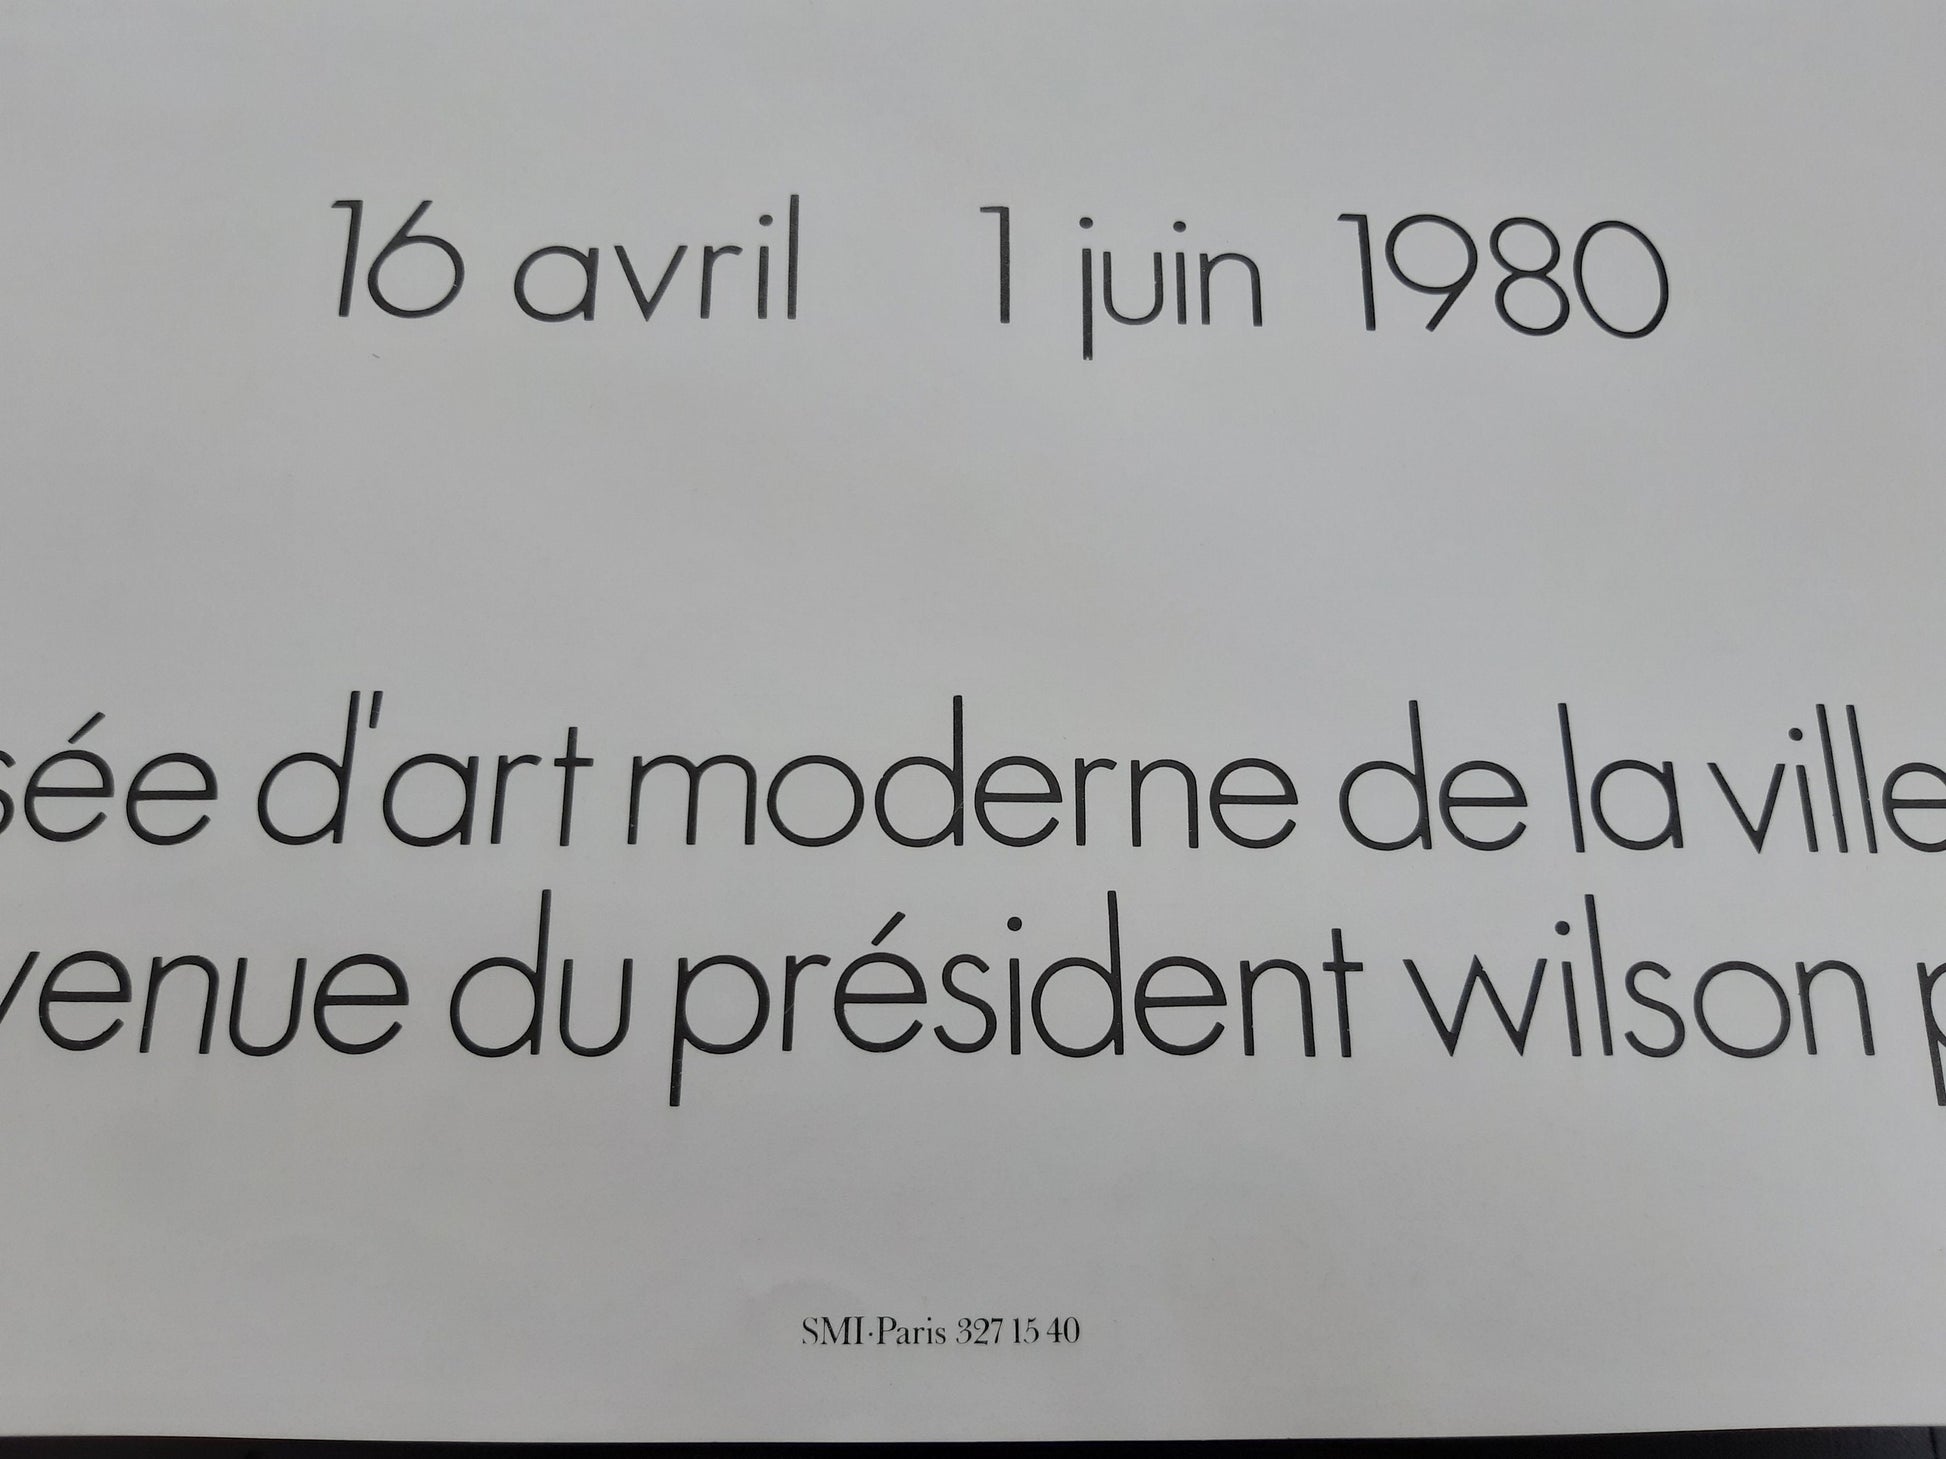 16 avril 1 juin 1980
sée d'art moderne de la ville
venue du président wilson p
SMI·Paris 327 15 40